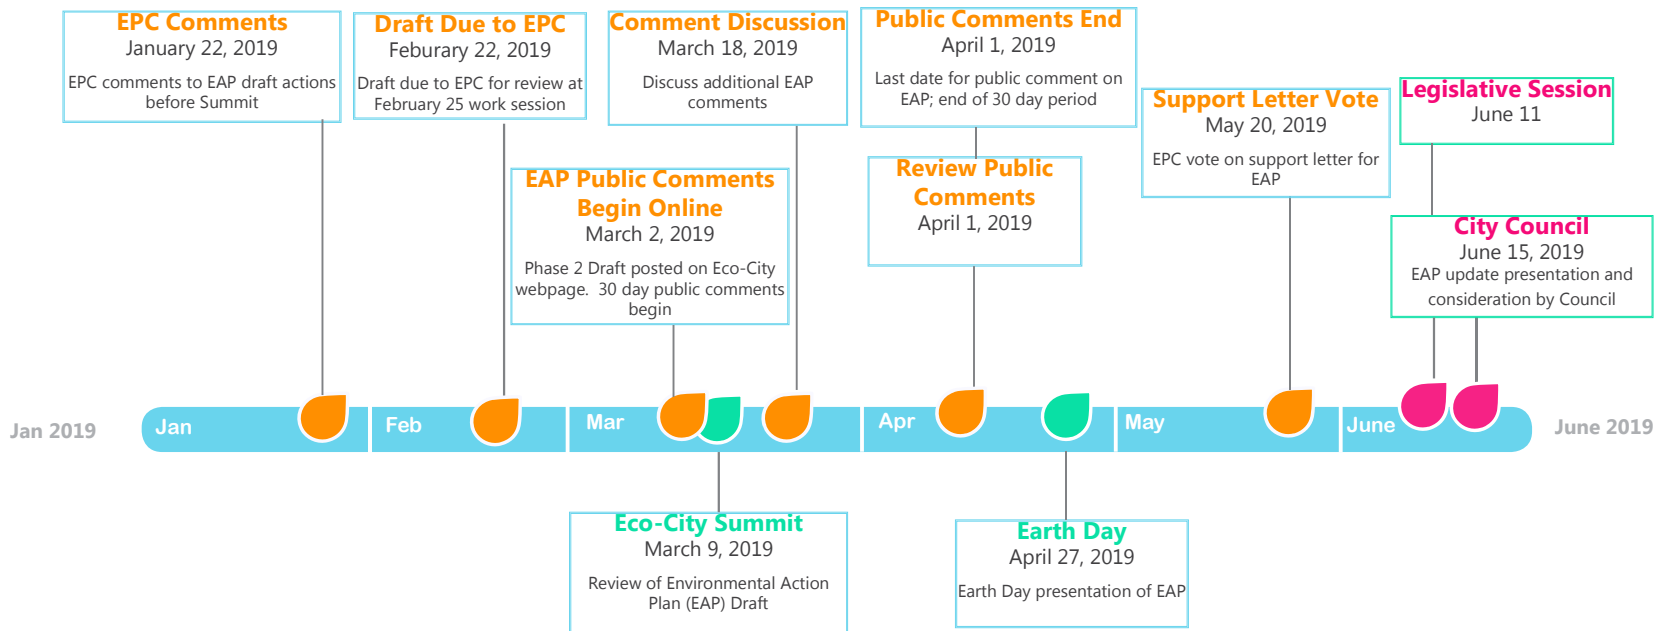 EPC Comments
January 22, 2019
EPC comments to EAP draft actions
before Summit
Draft Due to EPC
Feburary 22, 2019
Draft due to EPC for review at
February 25 work session
Comment Discussion
March 18, 2019
Discuss additional EAP
comments
Public Comments End
April 1, 2019
Last date for public comment on
EAP; end of 30 day period
Support Letter Vote
May 20, 2019
EPC vote on support letter for
EAP
Legislative Session
June 11
EAP Public Comments
Begin Online
March 2, 2019
Phase 2 Draft posted on Eco-City
webpage.  30 day public comments
begin
Review Public
Comments
April 1, 2019
City Council
June 15, 2019
EAP update presentation and
consideration by Council
Jan 2019
Jan
Feb
Mar
Apr
May
June
June 2019
Eco-City Summit
March 9, 2019
Review of Environmental Action
Plan (EAP) Draft
Earth Day
April 27, 2019
Earth Day presentation of EAP